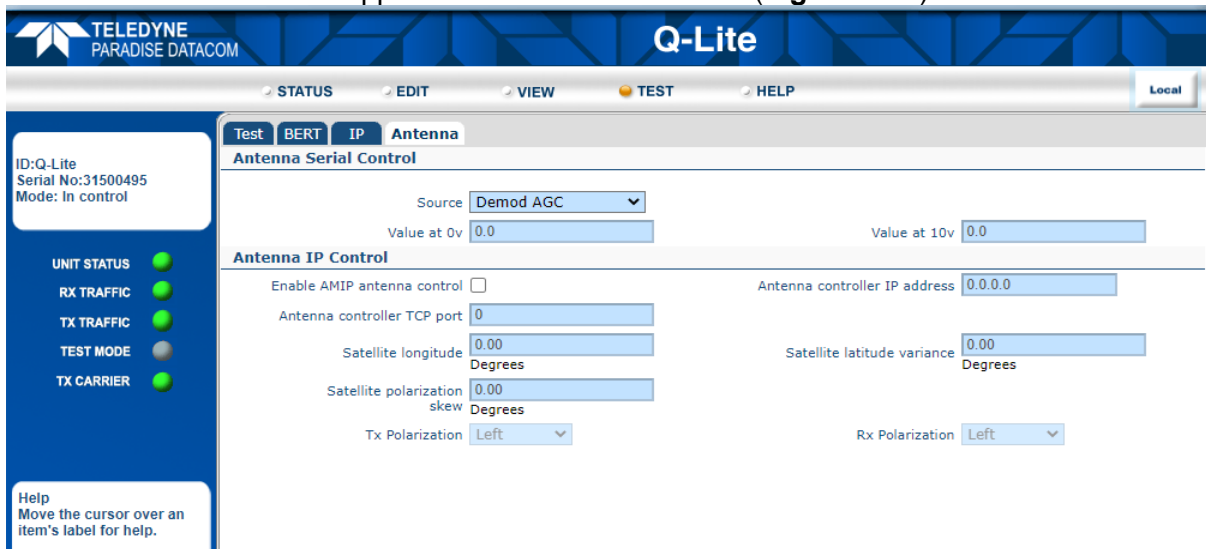 TELEDYNE
PARADISE DATACOM
Q-Lite
STATUS EDIT VIEW TEST HELP Local
Test BERT IP Antenna
ID:Q-Lite
Serial No:31500495
Mode: In control
UNIT STATUS
RX TRAFFIC
TX TRAFFIC
TEST MODE
TX CARRIER
Help
Move the cursor over an
item's label for help.
Antenna Serial Control
Source Demod AGC
Value at 0v 0.0 Value at 10v 0.0
Antenna IP Control
Enable AMIP antenna control Antenna controller IP address 0.0.0.0
Antenna controller TCP port 0
Satellite longitude 0.00 Satellite latitude variance 0.00
Degrees Degrees
Satellite polarization 0.00
skew Degrees
Tx Polarization Left Rx Polarization Left